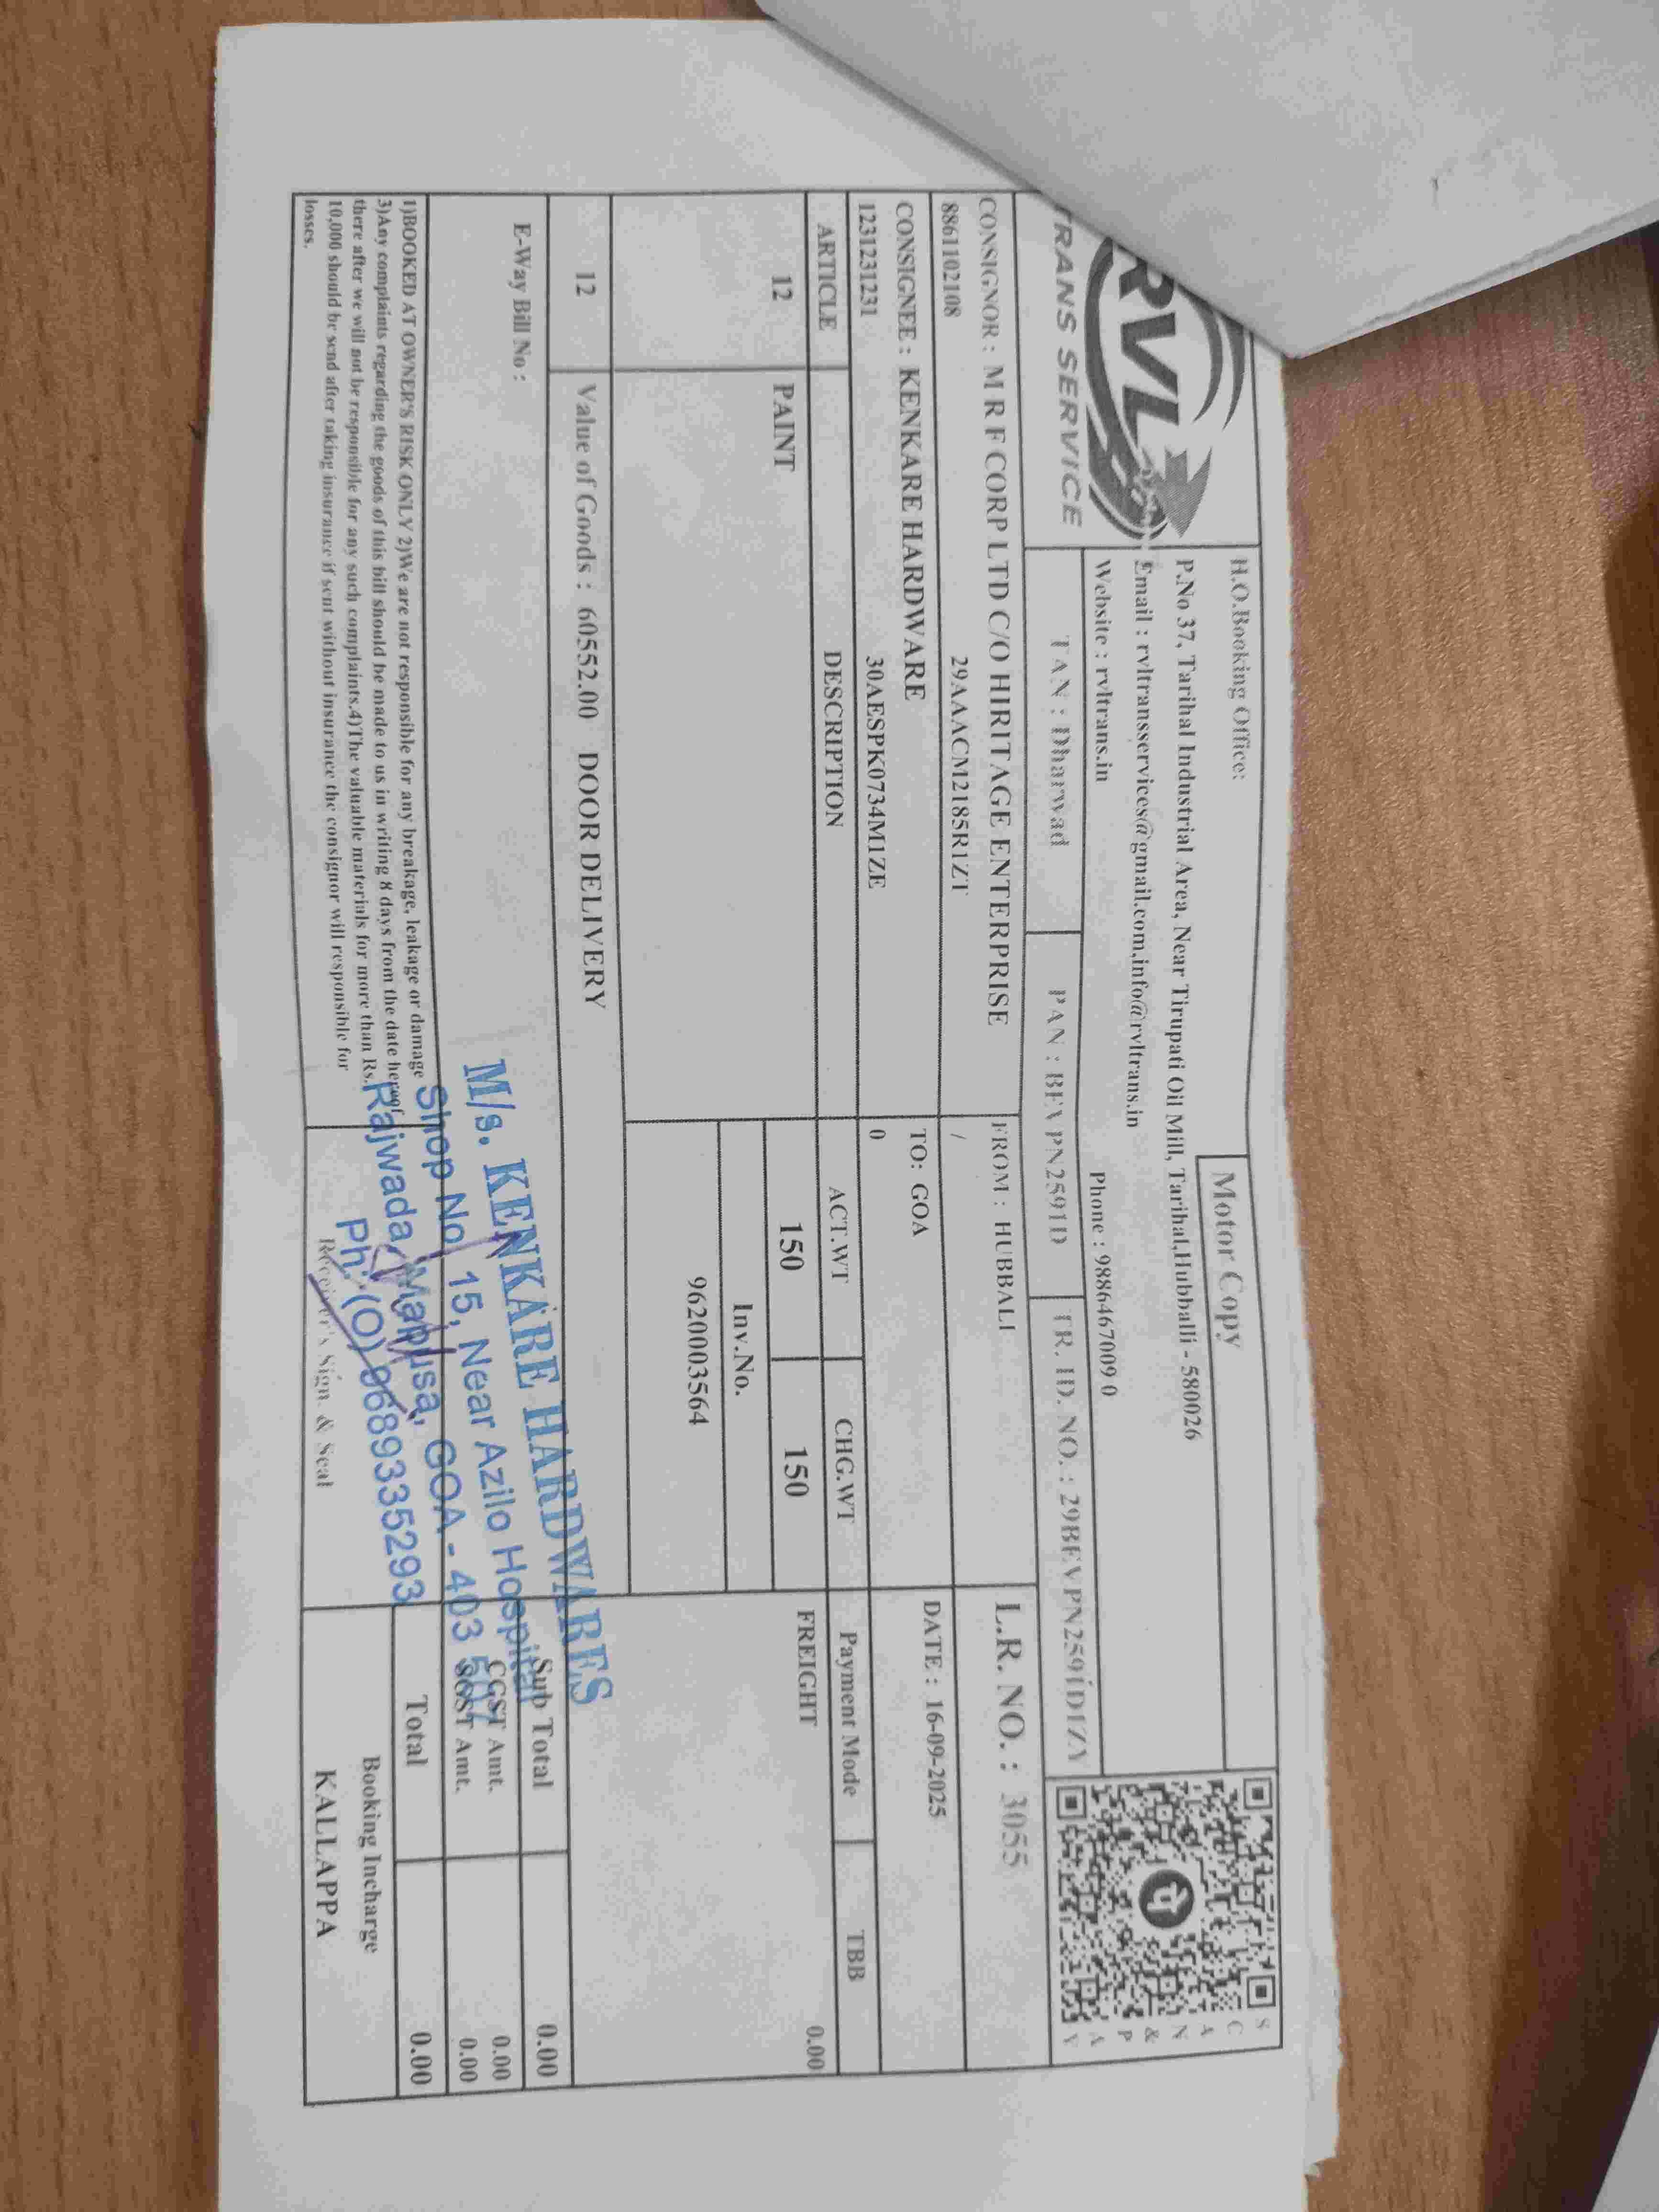 RVL
TRANS SERVICE
H.O.Booking Office:
Motor Copy
P.No 37, Tarihal Industrial Area, Near Tirupati Oil Mill, Tarihal,Hubballi - 580026
Email : rvltransservices@gmail.com,info@rvltrans.in
Website : rvltrans.in Phone : 9886467009 0
SCAN & PAY
TAN : Dharwad PAN : BEVPN2591D TR. ID. NO. : 29BEVPN2591D1ZY
CONSIGNOR : M R F CORP LTD C/O HIRITAGE ENTERPRISE FROM : HUBBALI L.R. NO. : 3055
8861102108 29AAACM2185R1ZT /
CONSIGNEE : KENKARE HARDWARE TO: GOA DATE : 16-09-2025
1231231231 30AESPK0734M1ZE 0
ARTICLE DESCRIPTION ACT.WT CHG.WT Payment Mode TBB
12 PAINT 150 150 FREIGHT 0.00
Inv.No.
9620003564
12 Value of Goods : 60552.00 DOOR DELIVERY
Sub Total 0.00
E-Way Bill No :
CGST Amt. 0.00
SGST Amt. 0.00
Total 0.00
1)BOOKED AT OWNER'S RISK ONLY 2)We are not responsible for any breakage, leakage or damage
3)Any complaints regarding the goods of this bill should be made to us in writing 8 days from the date hereof
there after we will not be responsible for any such complaints.4)The valuable materials for more than Rs.
10,000 should be send after taking insurance if sent without insurance the consignor will responsible for
losses.
Receiver's Sign. & Seal
Booking Incharge
KALLAPPA
M/s. KENKARE HARDWARES
Shop No. 15, Near Azilo Hospital
Rajwada, Mapusa, GOA - 403 507
Ph: (O) 9689335293